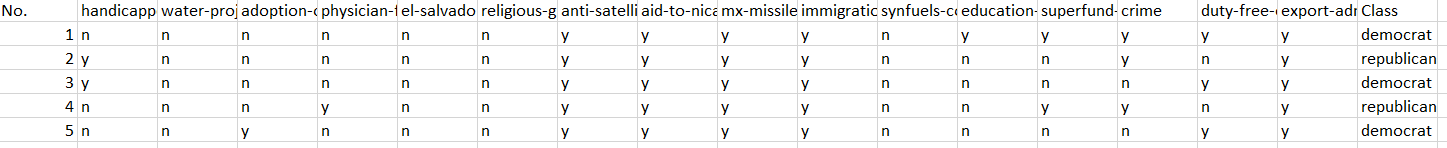 No. handicapp water-proj adoption-c physician-f el-salvado religious-g anti-satelli aid-to-nica mx-missile immigratic synfuels-cc education- superfund- crime duty-free- export-adr Class
1 n n n n n n y y y y n y y y y y democrat
2 y n n n n n y y y y n n n y n y republican
3 y n n n n n y y y y n n n n y y democrat
4 n n n y n n y y y y n n y y n y republican
5 n n y n n n y y y y n n n n y y democrat